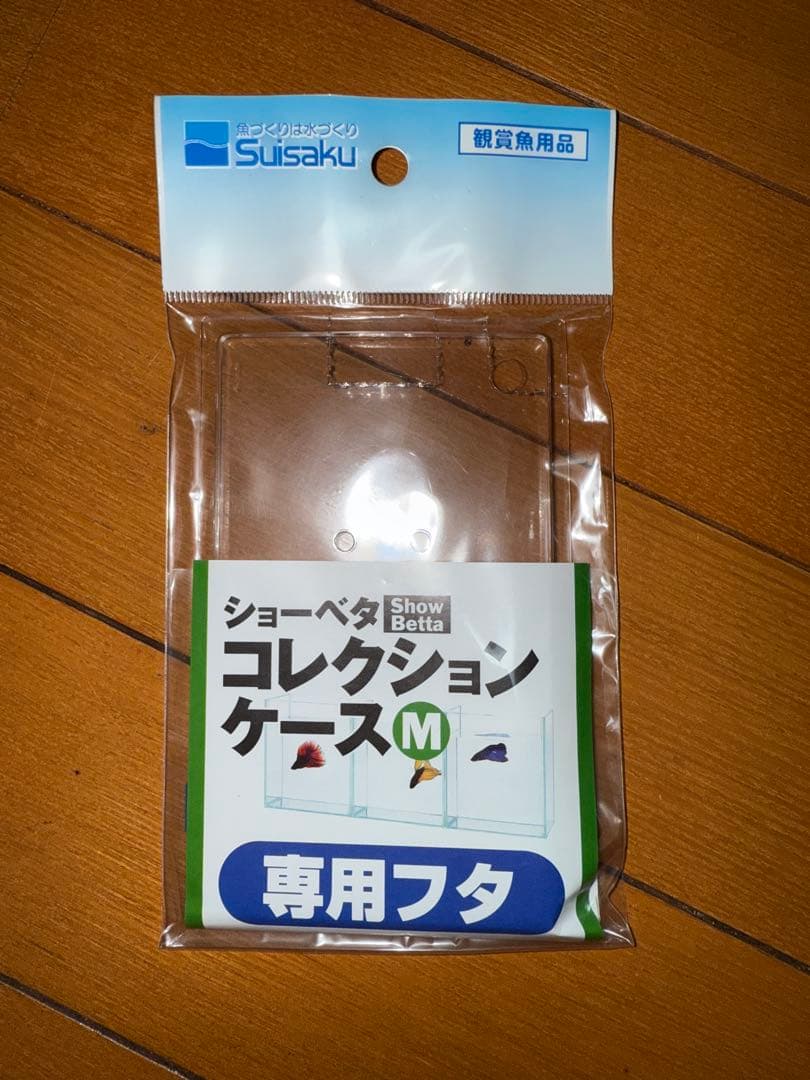 魚づくりは水づくり
Suisaku
観賞魚用品
ショーベタ Show Betta
コレクション
ケース M
専用フタ